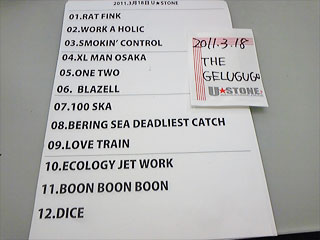 2011.3月18日 U★STONE
01.RAT FINK
02.WORK A HOLIC
03.SMOKIN' CONTROL
04.XL MAN OSAKA
05.ONE TWO
06. BLAZELL
07.100 SKA
08.BERING SEA DEADLIEST CATCH
09.LOVE TRAIN
10.ECOLOGY JET WORK
11.BOON BOON BOON
12.DICE
2011.3.18
THE
GELUGUGU
U★STONE